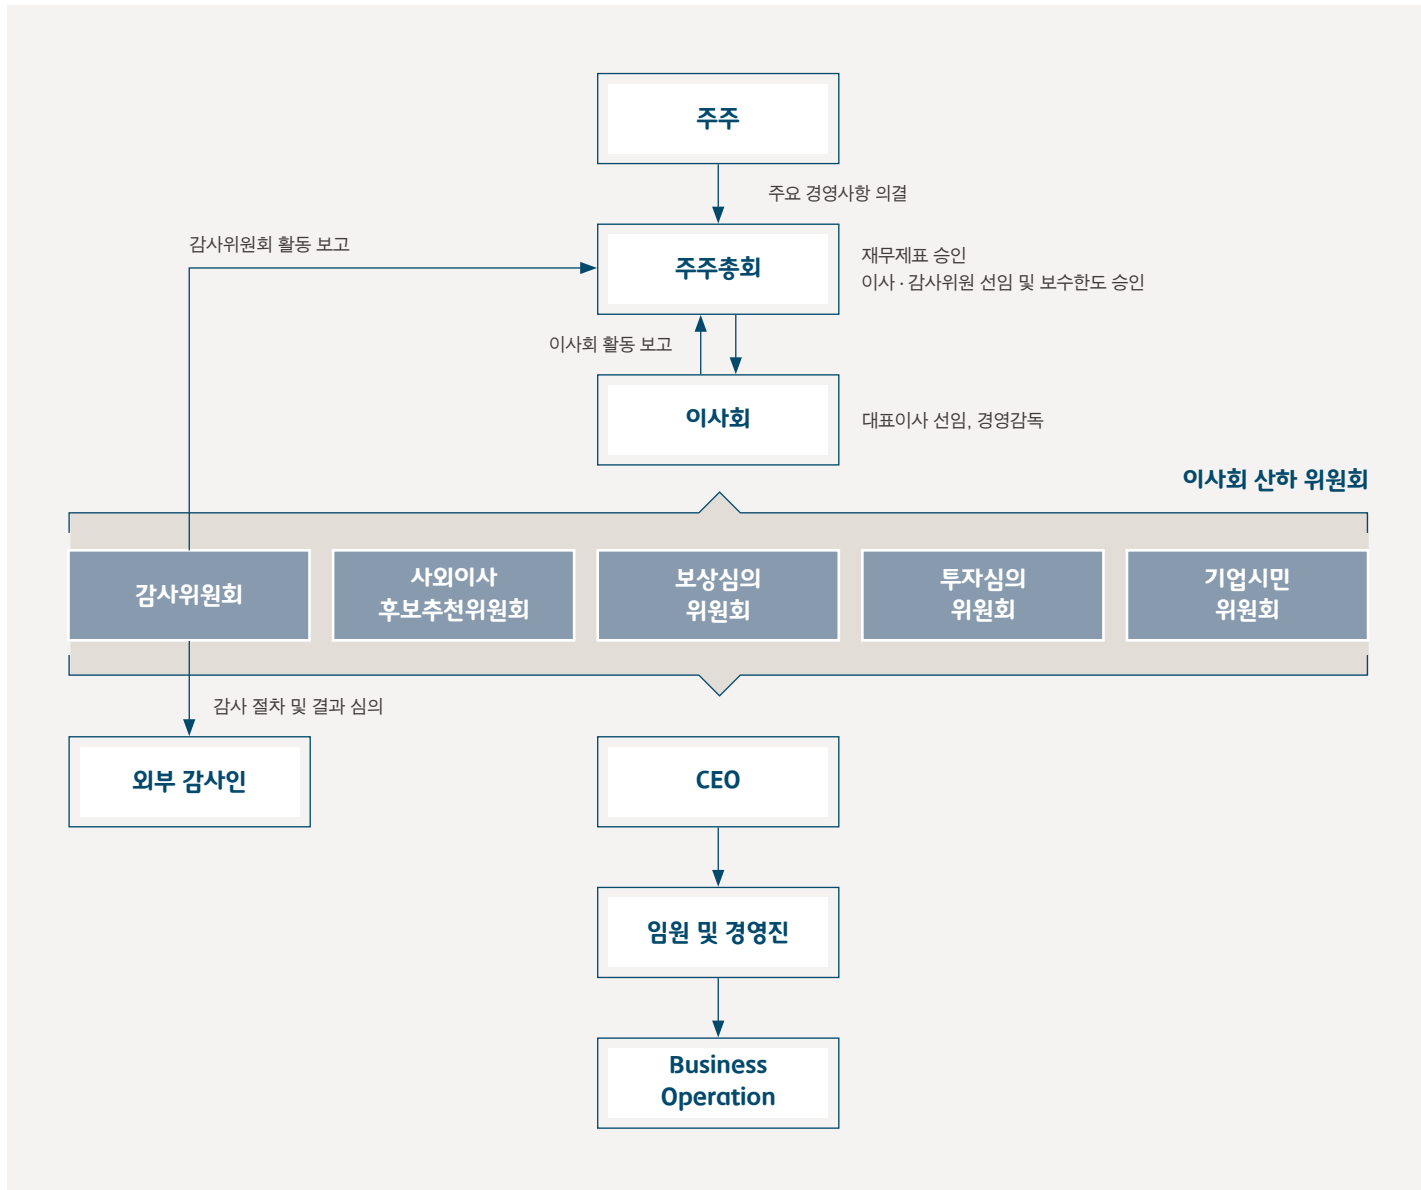 주주
주요 경영사항 의결
감사위원회 활동 보고
주주총회
재무제표 승인
이사 · 감사위원 선임 및 보수한도 승인
이사회 활동 보고
이사회
대표이사 선임, 경영감독
이사회 산하 위원회
감사위원회
사외이사
후보추천위원회
보상심의
위원회
투자심의
위원회
기업시민
위원회
감사 절차 및 결과 심의
외부 감사인
CEO
임원 및 경영진
Business
Operation